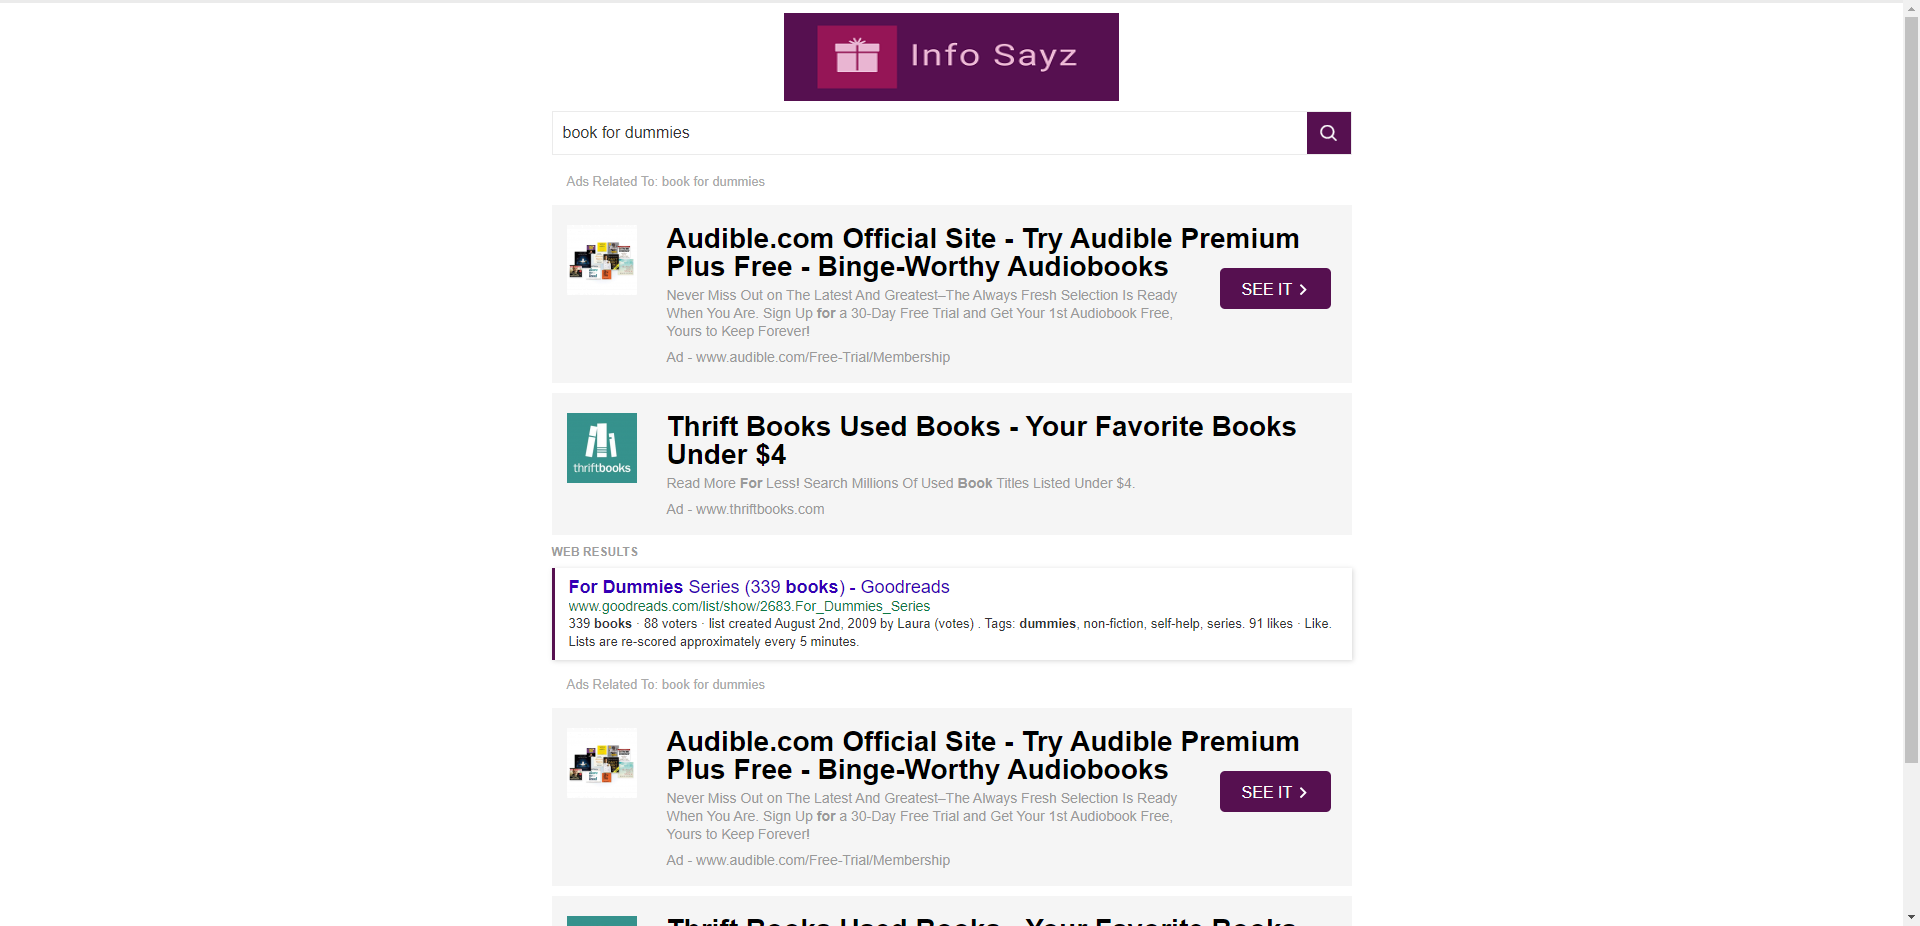 Info Sayz
book for dummies
Ads Related To: book for dummies
Audible.com Official Site - Try Audible Premium
Plus Free - Binge-Worthy Audiobooks
Never Miss Out on The Latest And Greatest–The Always Fresh Selection Is Ready
When You Are. Sign Up for a 30-Day Free Trial and Get Your 1st Audiobook Free,
Yours to Keep Forever!
Ad - www.audible.com/Free-Trial/Membership
SEE IT
thriftbooks
Thrift Books Used Books - Your Favorite Books
Under $4
Read More For Less! Search Millions Of Used Book Titles Listed Under $4.
Ad - www.thriftbooks.com
WEB RESULTS
For Dummies Series (339 books) - Goodreads
www.goodreads.com/list/show/2683.For_Dummies_Series
339 books · 88 voters · list created August 2nd, 2009 by Laura (votes) . Tags: dummies, non-fiction, self-help, series. 91 likes · Like.
Lists are re-scored approximately every 5 minutes.
Ads Related To: book for dummies
Audible.com Official Site - Try Audible Premium
Plus Free - Binge-Worthy Audiobooks
Never Miss Out on The Latest And Greatest–The Always Fresh Selection Is Ready
When You Are. Sign Up for a 30-Day Free Trial and Get Your 1st Audiobook Free,
Yours to Keep Forever!
Ad - www.audible.com/Free-Trial/Membership
SEE IT
Thrift Books Used Books - Your Favorite Books